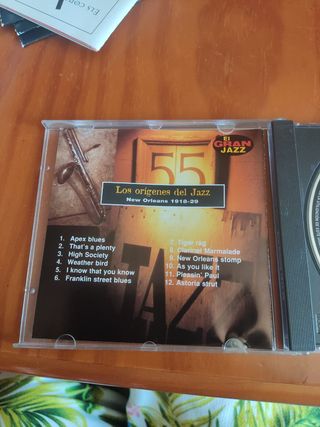 El
GRAN
JAZZ
55
Los orígenes del Jazz
New Orleans 1918-29
1. Apex blues
2. That's a plenty
3. High Society
4. Weather bird
5. I know that you know
6. Franklin street blues
7. Tiger rag
8. Clarinet Marmalade
9. New Orleans stomp
10. As you like it
11. Pleasin' Paul
12. Astoria strut
JAZZ